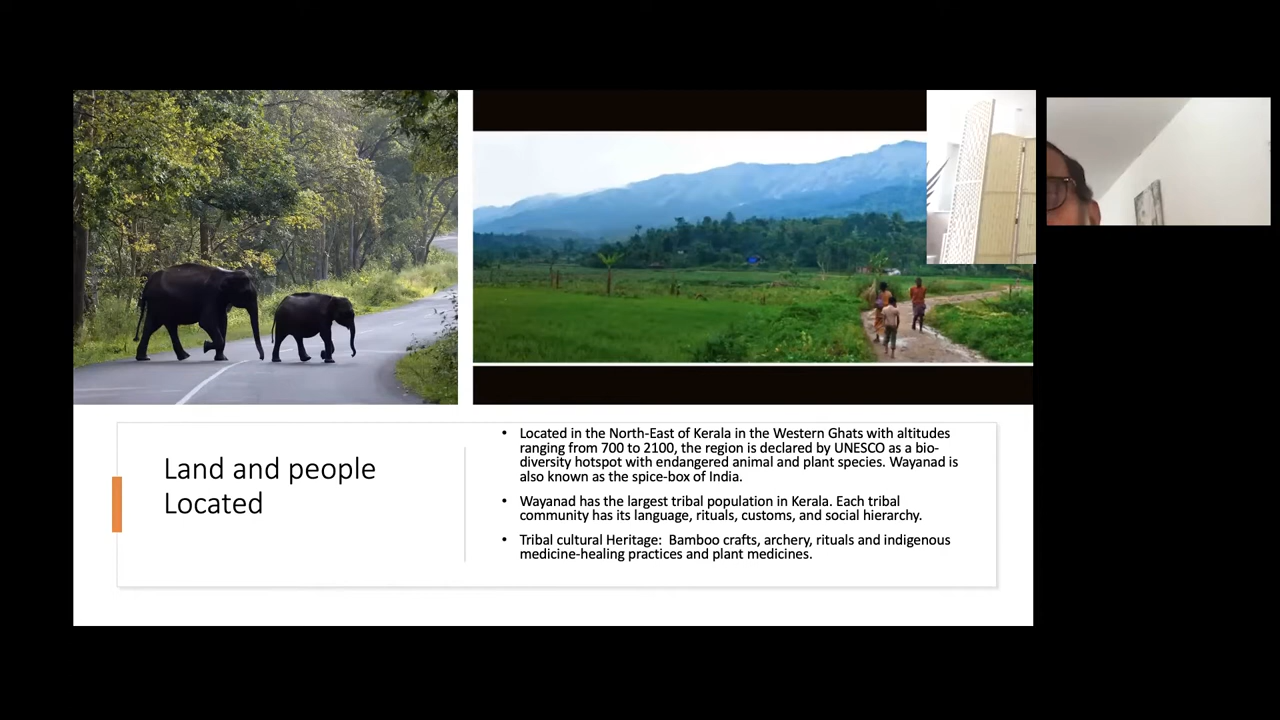 Land and people
Located
• Located in the North-East of Kerala in the Western Ghats with altitudes
ranging from 700 to 2100, the region is declared by UNESCO as a bio-
diversity hotspot with endangered animal and plant species. Wayanad is
also known as the spice-box of India.
• Wayanad has the largest tribal population in Kerala. Each tribal
community has its language, rituals, customs, and social hierarchy.
• Tribal cultural Heritage:  Bamboo crafts, archery, rituals and indigenous
medicine-healing practices and plant medicines.